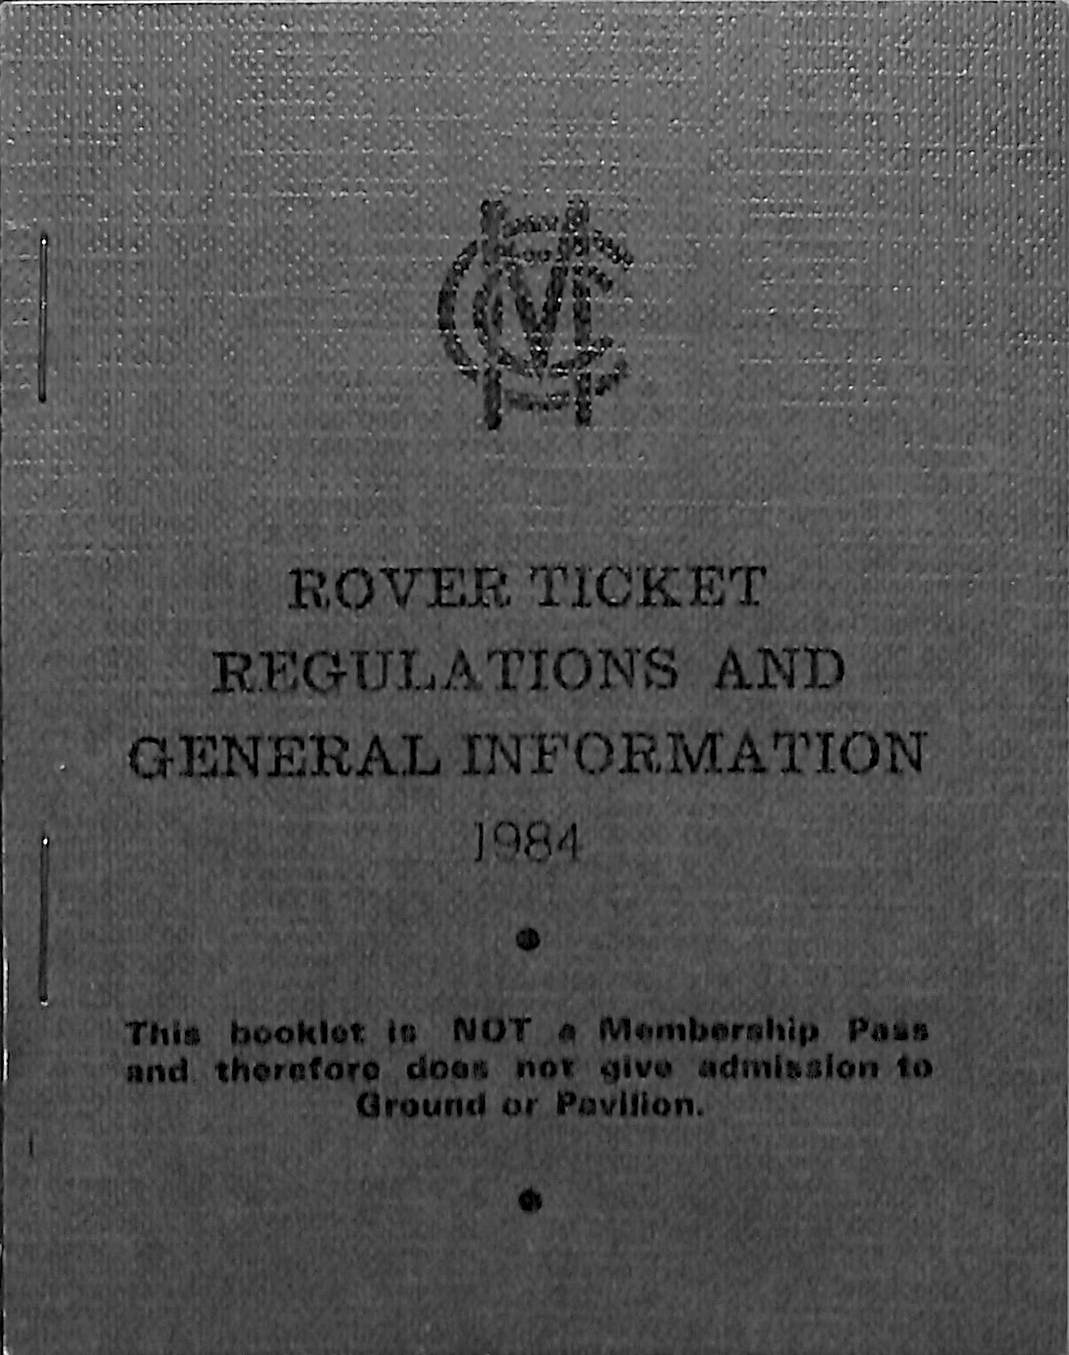 MCC
ROVER TICKET
REGULATIONS AND
GENERAL INFORMATION
1984
This booklet is NOT a Membership Pass
and therefore does not give admission to
Ground or Pavilion.